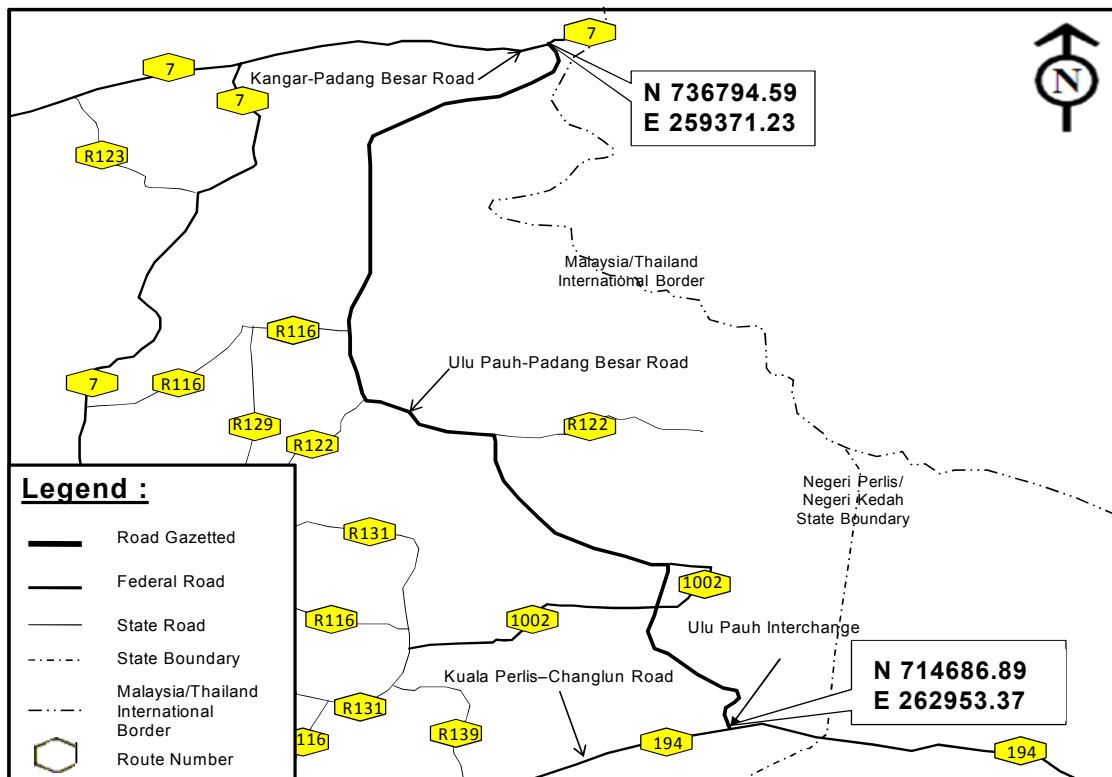 7
7
Kangar-Padang Besar Road
N 736794.59
E 259371.23
N
7
R123
Malaysia/Thailand
International Border
R116
Ulu Pauh-Padang Besar Road
7
R116
R129
R122
R122
Negeri Perlis/
Negeri Kedah
State Boundary
Legend :
Road Gazetted
Federal Road
State Road
State Boundary
Malaysia/Thailand
International
Border
Route Number
R131
1002
R116
1002
Ulu Pauh Interchange
Kuala Perlis–Changlun Road
N 714686.89
E 262953.37
R131
116
R139
194
194